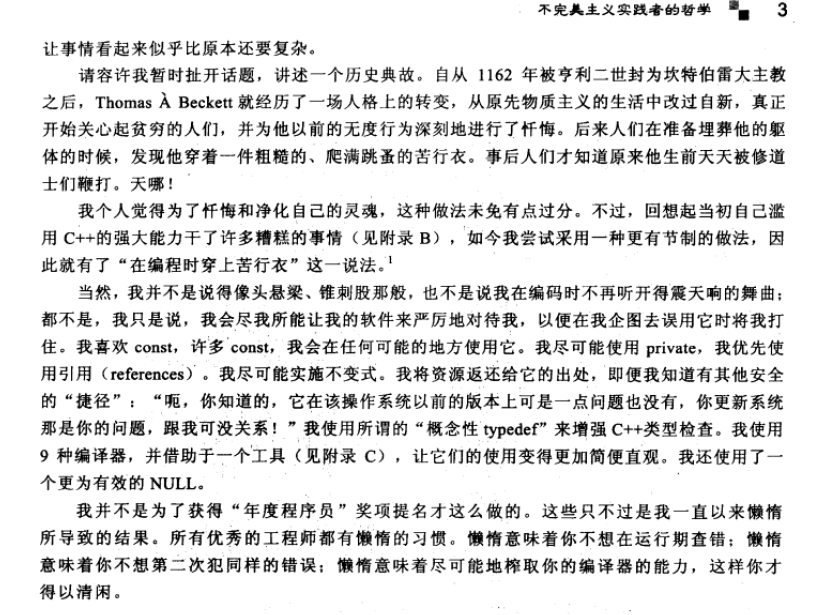 不完美主义实践者的哲学 3
让事情看起来似乎比原本还要复杂。
请容许我暂时扯开话题，讲述一个历史典故。自从 1162 年被亨利二世封为坎特伯雷大主教
之后，Thomas À Beckett 就经历了一场人格上的转变，从原先物质主义的生活中改过自新，真正
开始关心起贫穷的人们，并为他以前的无度行为深刻地进行了忏悔。后来人们在准备埋葬他的躯
体的时候，发现他穿着一件粗糙的、爬满跳蚤的苦行衣。事后人们才知道原来他生前天天被修道
士们鞭打。天哪！
我个人觉得为了忏悔和净化自己的灵魂，这种做法未免有点过分。不过，回想起当初自己滥
用 C++的强大能力干了许多糟糕的事情（见附录 B），如今我尝试采用一种更有节制的做法，因
此就有了“在编程时穿上苦行衣”这一说法。1
当然，我并不是说得像头悬梁、锥刺股那般，也不是说我在编码时不再听开得震天响的舞曲；
都不是，我只是说，我会尽我所能让我的软件来严厉地对待我，以便在我企图去误用它时将我打
住。我喜欢 const，许多 const，我会在任何可能的地方使用它。我尽可能使用 private，我优先使
用引用（references）。我尽可能实施不变式。我将资源返还给它的出处，即便我知道有其他安全
的“捷径”：“呃，你知道的，它在该操作系统以前的版本上可是一点问题也没有，你更新系统
那是你的问题，跟我可没关系！”我使用所谓的“概念性 typedef”来增强 C++类型检查。我使用
9 种编译器，并借助于一个工具（见附录 C），让它们的使用变得更加简便直观。我还使用了一
个更为有效的 NULL。
我并不是为了获得“年度程序员”奖项提名才这么做的。这些只不过是我一直以来懒惰
所导致的结果。所有优秀的工程师都有懒惰的习惯。懒惰意味着你不想在运行期查错；懒惰
意味着你不想第二次犯同样的错误；懒惰意味着尽可能地榨取你的编译器的能力，这样你才
得以清闲。